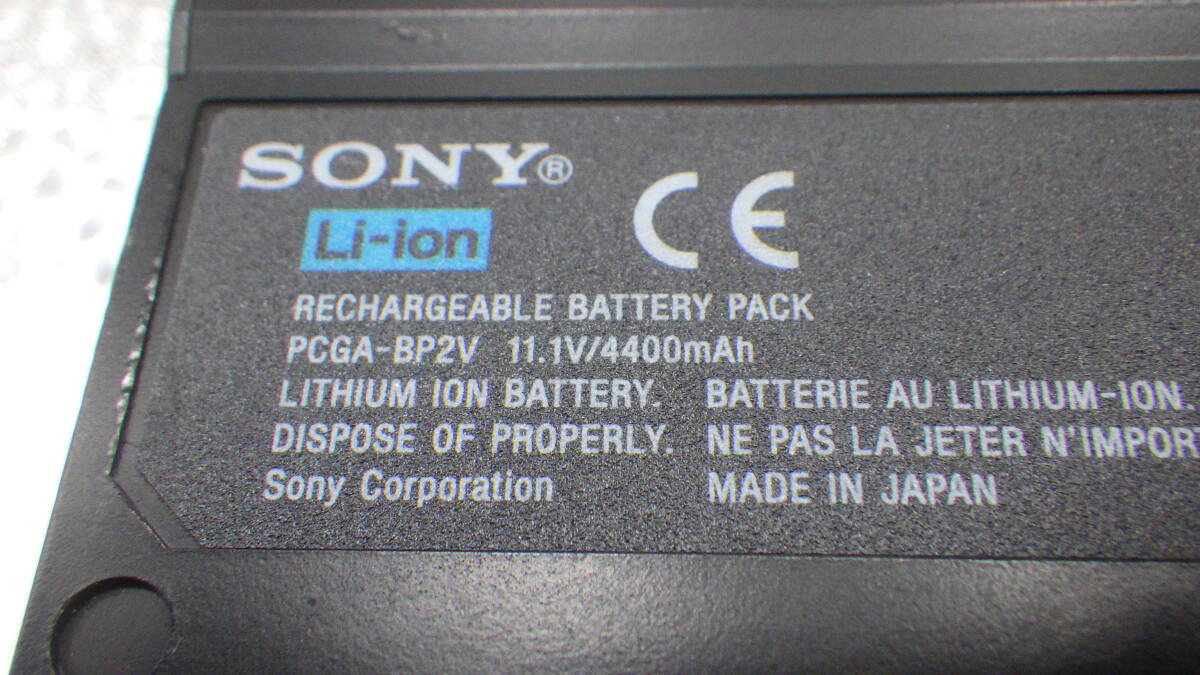 SONY®
CE
Li-ion
RECHARGEABLE BATTERY PACK
PCGA-BP2V 11.1V/4400mAh
LITHIUM ION BATTERY. BATTERIE AU LITHIUM-ION.
DISPOSE OF PROPERLY. NE PAS LA JETER N'IMPOR
Sony Corporation MADE IN JAPAN